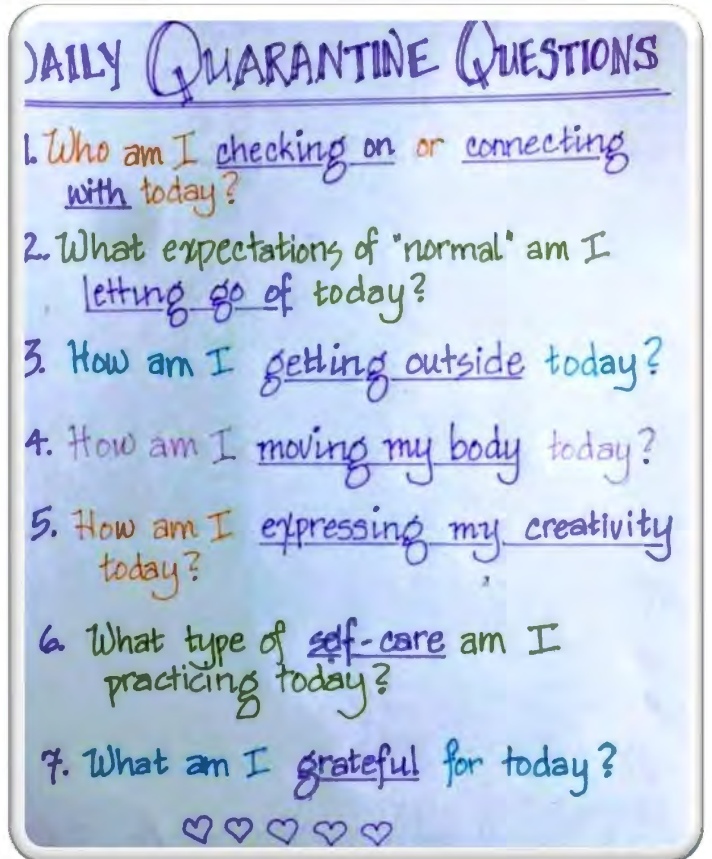 DAILY QUARANTINE QUESTIONS
1. Who am I checking on or connecting
with today?
2. What expectations of "normal" am I
letting go of today?
3. How am I getting outside today?
4. How am I moving my body today?
5. How am I expressing my creativity
today?
6. What type of self-care am I
practicing today?
7. What am I grateful for today?